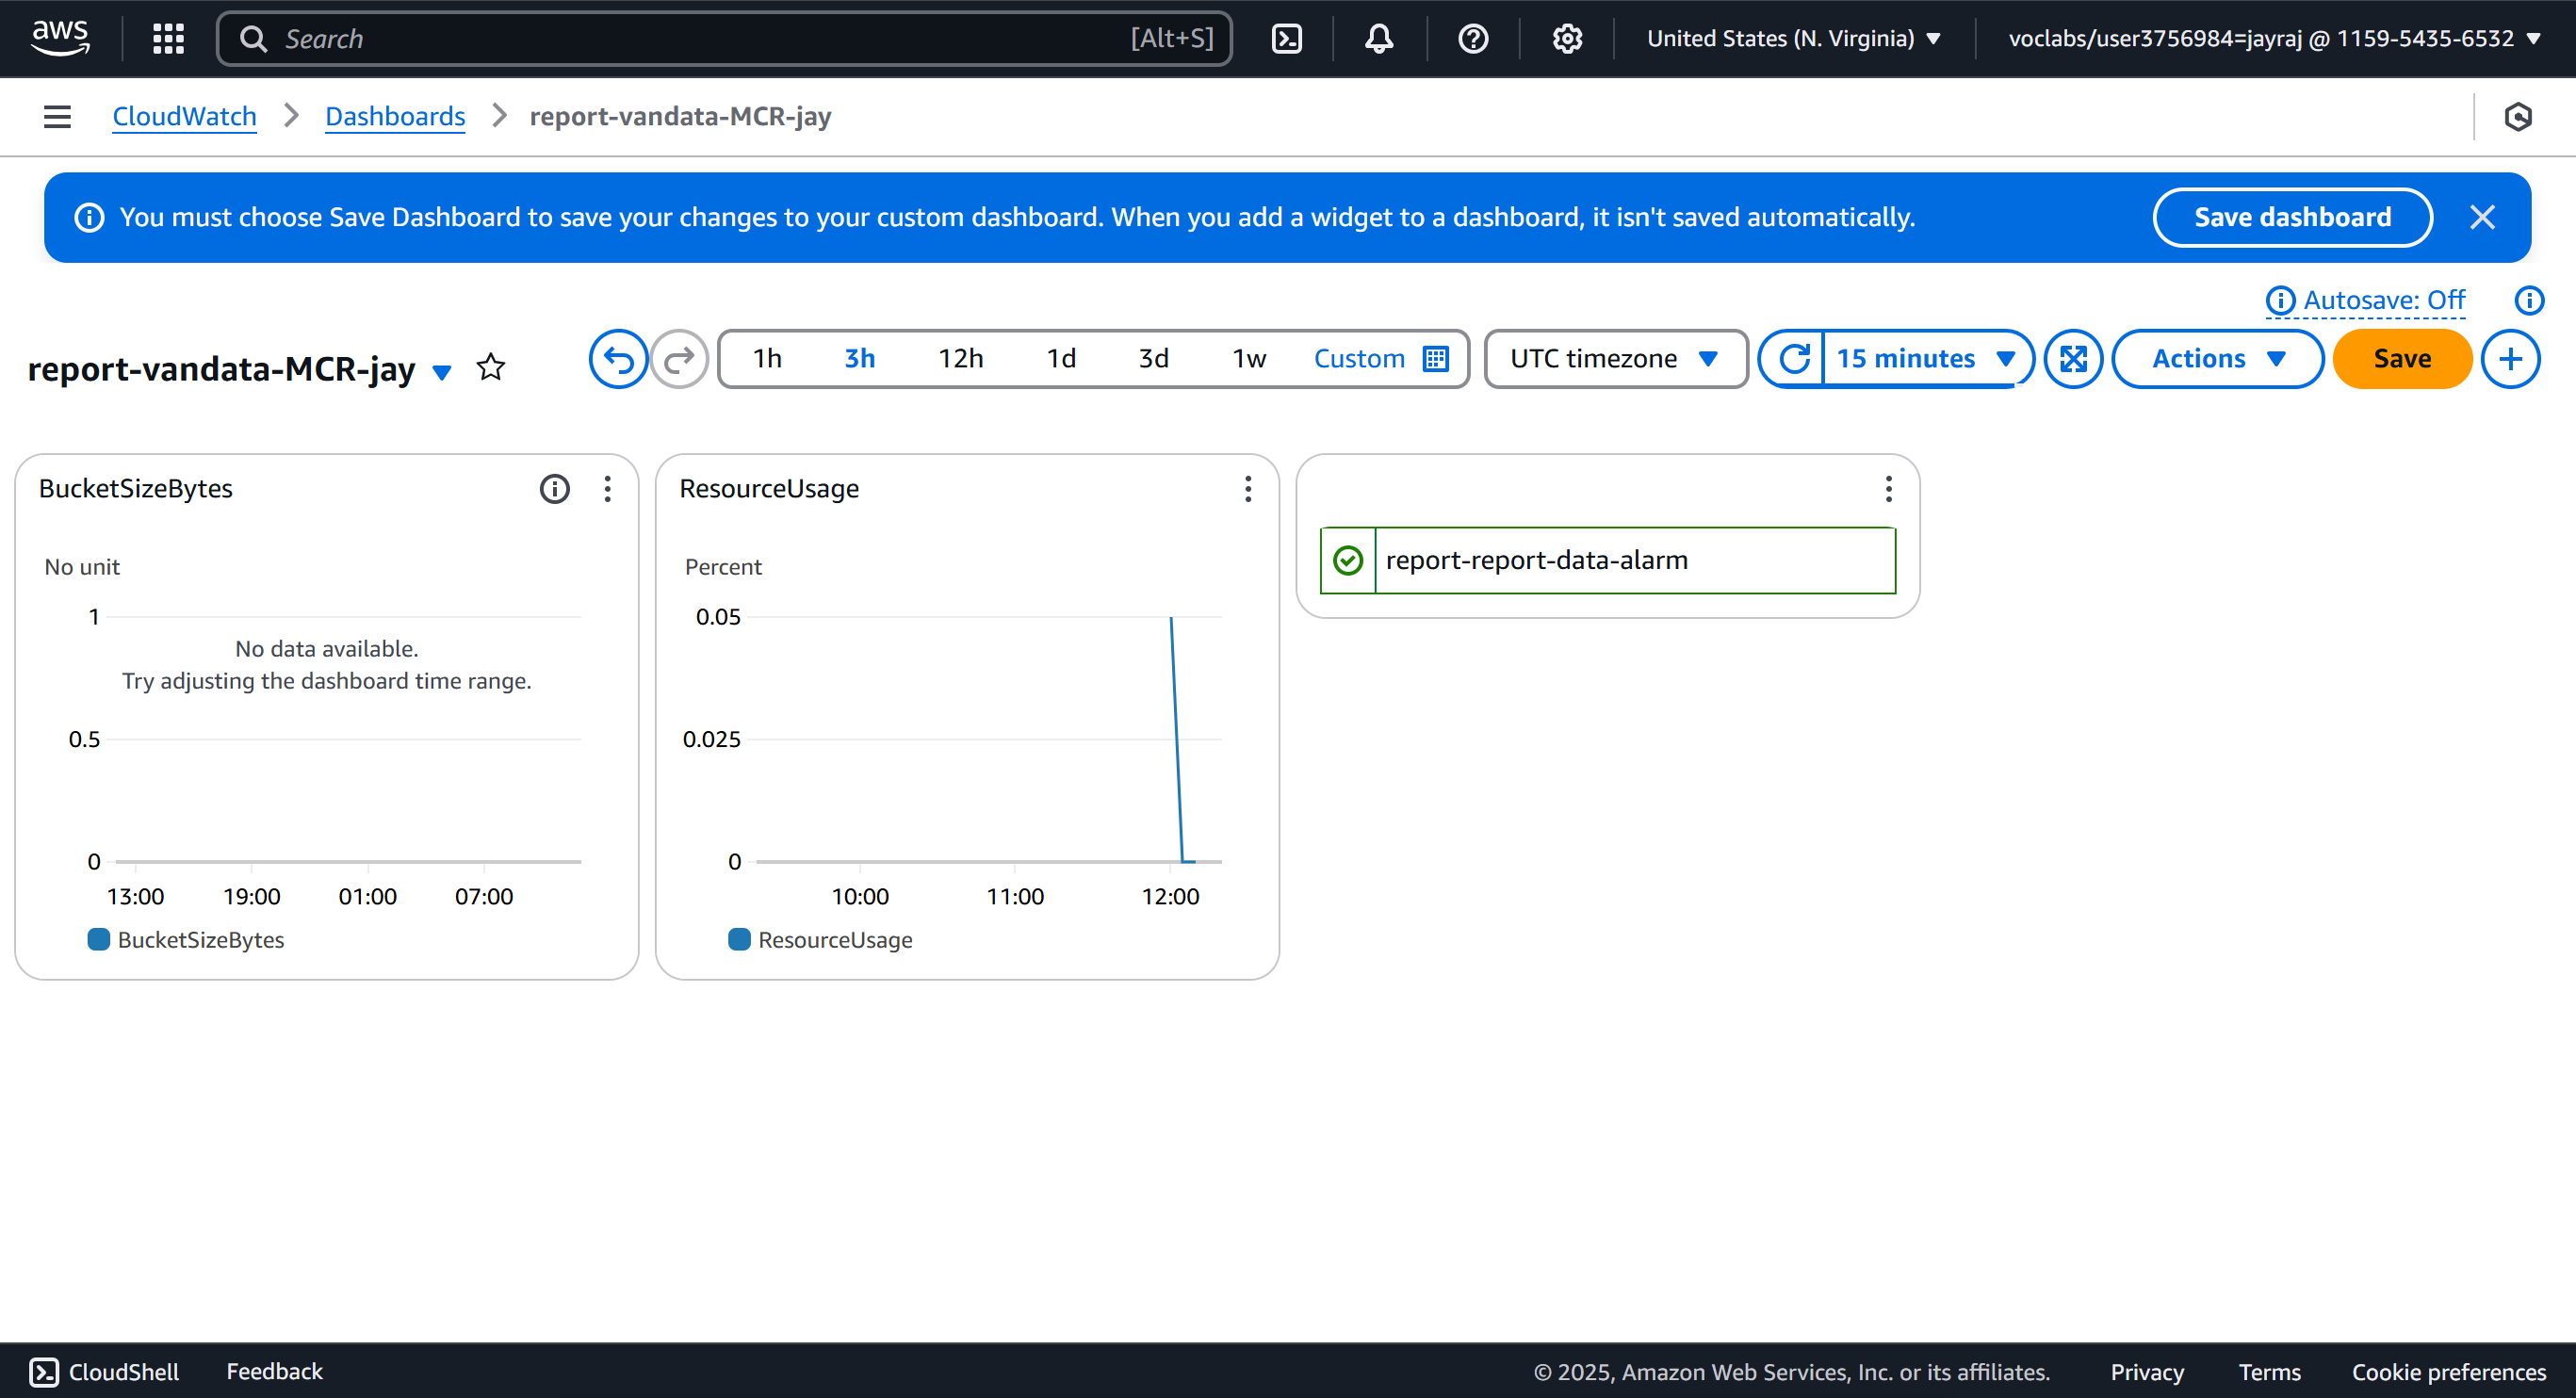 aws Search [Alt+S] United States (N. Virginia) voclabs/user3756984=jayraj @ 1159-5435-6532
CloudWatch Dashboards report-vandata-MCR-jay
You must choose Save Dashboard to save your changes to your custom dashboard. When you add a widget to a dashboard, it isn't saved automatically. Save dashboard
Autosave: Off
report-vandata-MCR-jay 1h 3h 12h 1d 3d 1w Custom UTC timezone 15 minutes Actions Save
BucketSizeBytes
No unit
1
No data available.
Try adjusting the dashboard time range.
0.5
0
13:00 19:00 01:00 07:00
BucketSizeBytes
ResourceUsage
Percent
0.05
0.025
0
10:00 11:00 12:00
ResourceUsage
report-report-data-alarm
CloudShell Feedback © 2025, Amazon Web Services, Inc. or its affiliates. Privacy Terms Cookie preferences